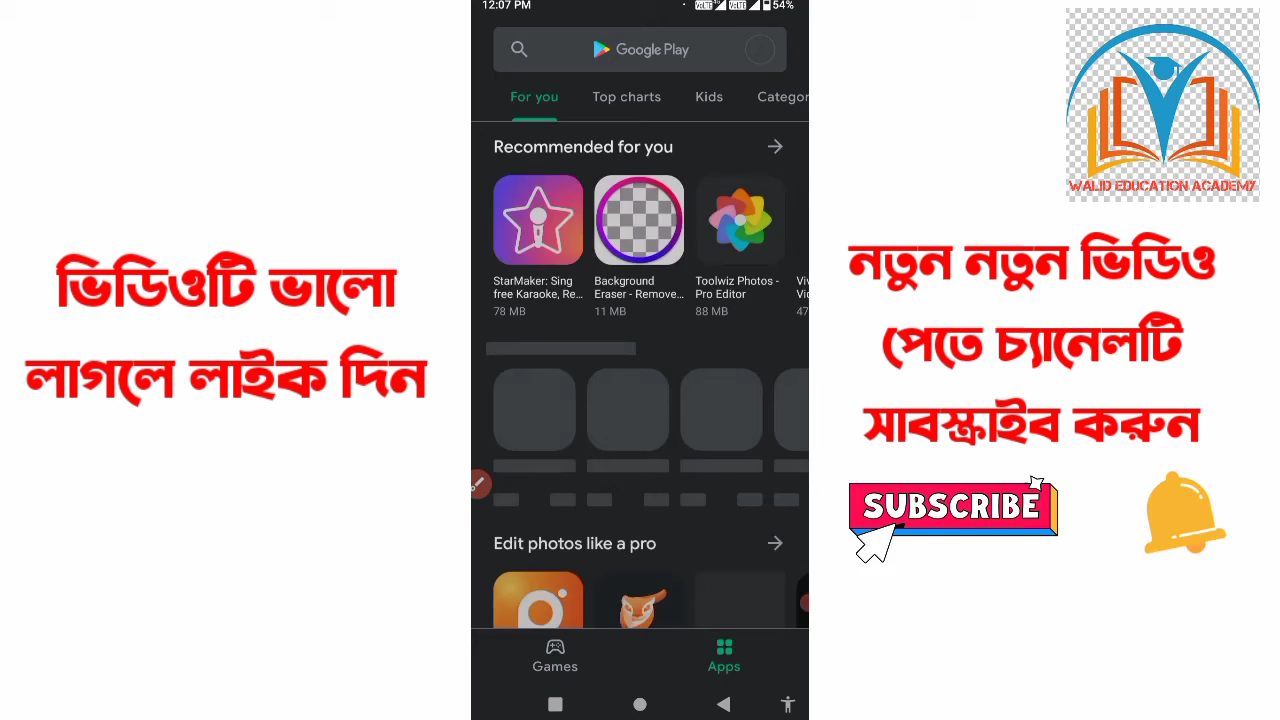 12:07 PM
54%
Google Play
For you
Top charts
Kids
Categor
Recommended for you
StarMaker: Sing
free Karaoke, Re...
78 MB
Background
Eraser - Remove...
11 MB
Toolwiz Photos -
Pro Editor
88 MB
Edit photos like a pro
Games
Apps
ভিডিওটি ভালো
লাগলে লাইক দিন
WALID EDUCATION ACADEMY
নতুন নতুন ভিডিও
পেতে চ্যানেলটি
সাবস্ক্রাইব করুন
SUBSCRIBE